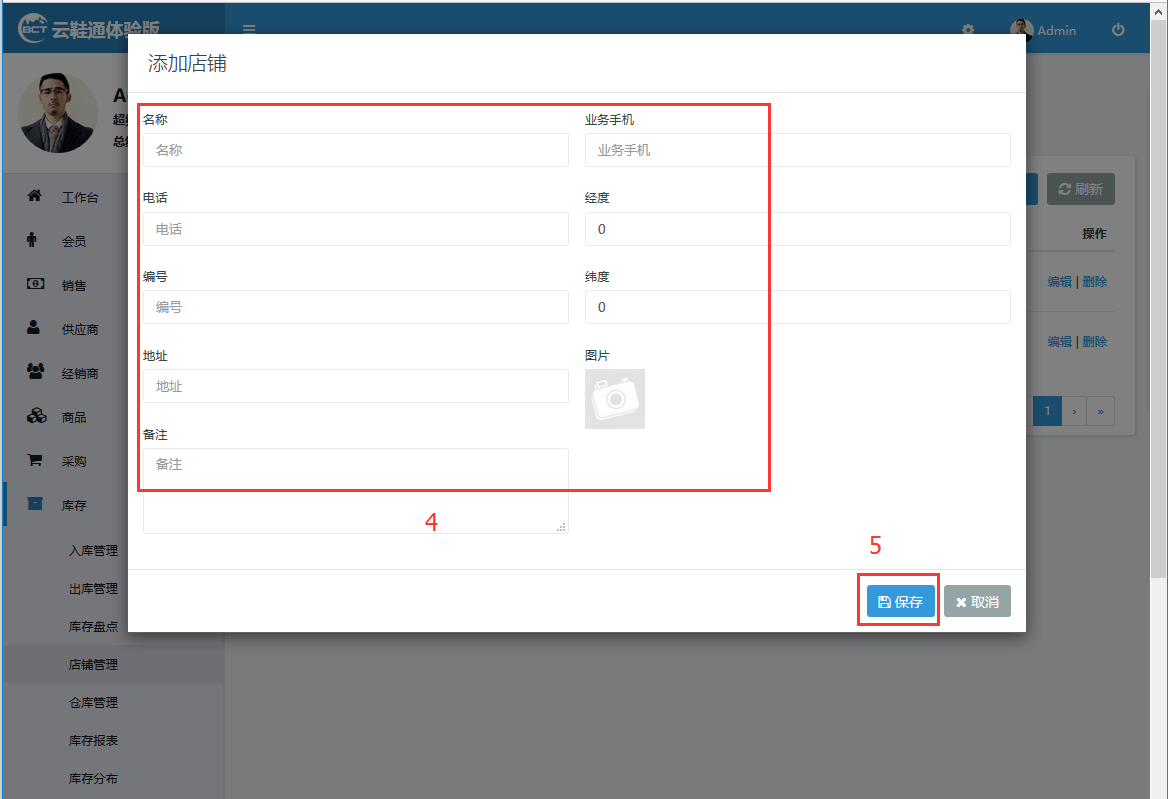 BCT 云鞋通体验版
Admin
添加店铺
名称
名称
业务手机
业务手机
电话
电话
经度
0
编号
编号
纬度
0
地址
地址
图片
备注
备注
4
5
保存
取消
工作台
会员
销售
供应商
经销商
商品
采购
库存
入库管理
出库管理
库存盘点
店铺管理
仓库管理
库存报表
库存分布
刷新
操作
编辑 | 删除
编辑 | 删除
1 › »